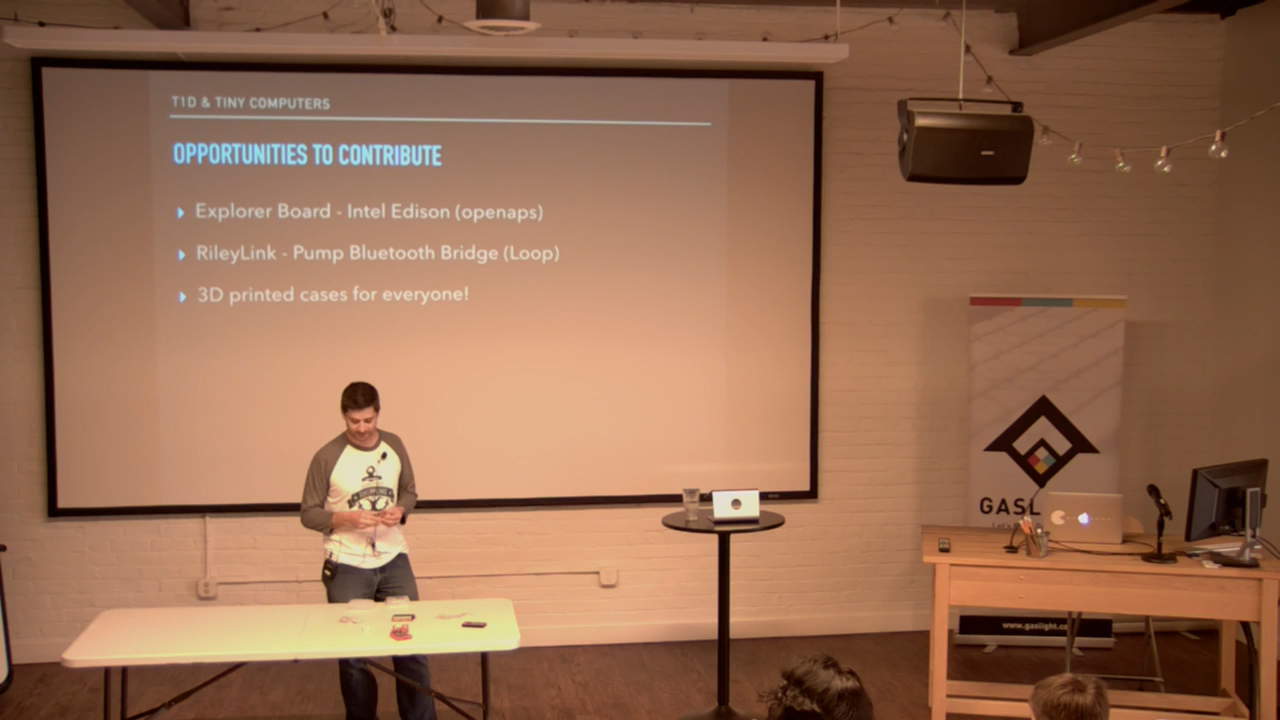 T1D & TINY COMPUTERS
OPPORTUNITIES TO CONTRIBUTE
Explorer Board - Intel Edison (openaps)
RileyLink - Pump Bluetooth Bridge (Loop)
3D printed cases for everyone!
GASL
www.gaslight.co